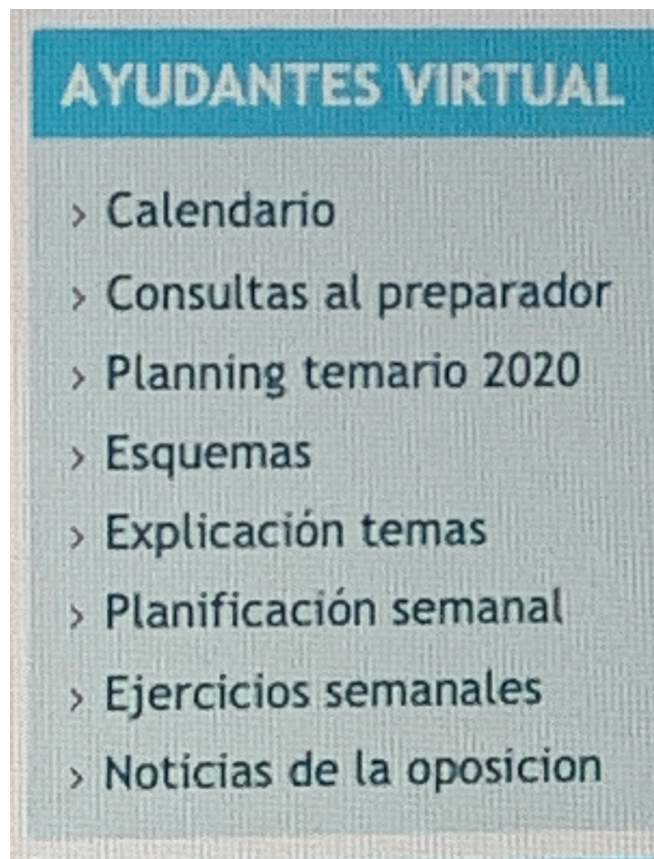 AYUDANTES VIRTUAL
› Calendario
› Consultas al preparador
› Planning temario 2020
› Esquemas
› Explicación temas
› Planificación semanal
› Ejercicios semanales
› Noticias de la oposicion